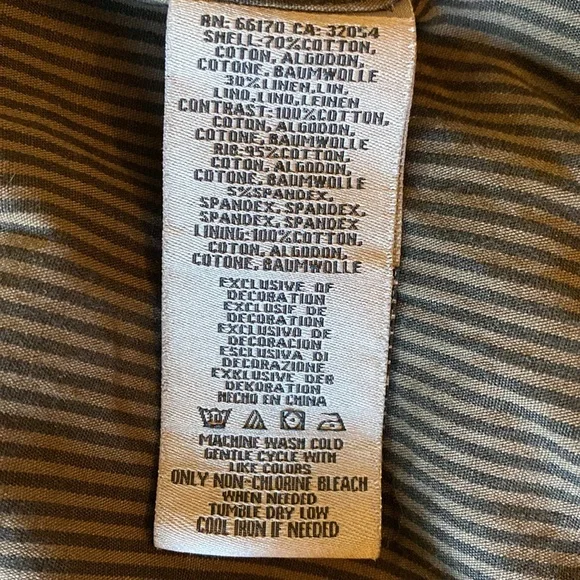 RN: 66170 CA: 32054
SHELL-70%COTTON,
COTON, ALGODON,
COTONE, BAUMWOLLE
30%LINEN, LIN,
LINO, LINO, LEINEN
CONTRAST:100%COTTON,
COTON, ALGODON,
COTONE, BAUMWOLLE
RIB-95%COTTON,
COTON, ALGODON,
COTONE, BAUMWOLLE
5%SPANDEX,
SPANDEX, SPANDEX,
SPANDEX, SPANDEX
LINING:100%COTTON,
COTON, ALGODON,
COTONE, BAUMWOLLE
EXCLUSIVE OF
DECORATION
EXCLUSIF DE
DECORATION
EXCLUSIVO DE
DECORACION
ESCLUSIVA DI
DECORAZIONE
EXKLUSIVE DER
DEKORATION
HECHO EN CHINA
MACHINE WASH COLD
GENTLE CYCLE WITH
LIKE COLORS
ONLY NON-CHLORINE BLEACH
WHEN NEEDED
TUMBLE DRY LOW
COOL IRON IF NEEDED